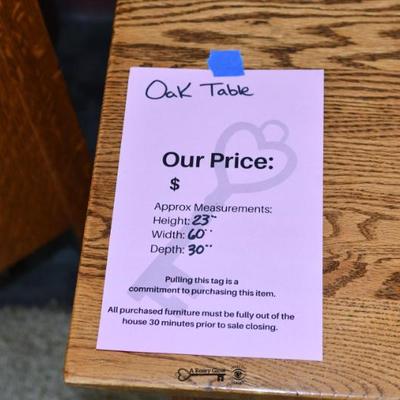 Oak Table
Our Price:
$
Approx Measurements:
Height: 23"
Width: 60"
Depth: 30"
Pulling this tag is a
commitment to purchasing this item.
All purchased furniture must be fully out of the
house 30 minutes prior to sale closing.